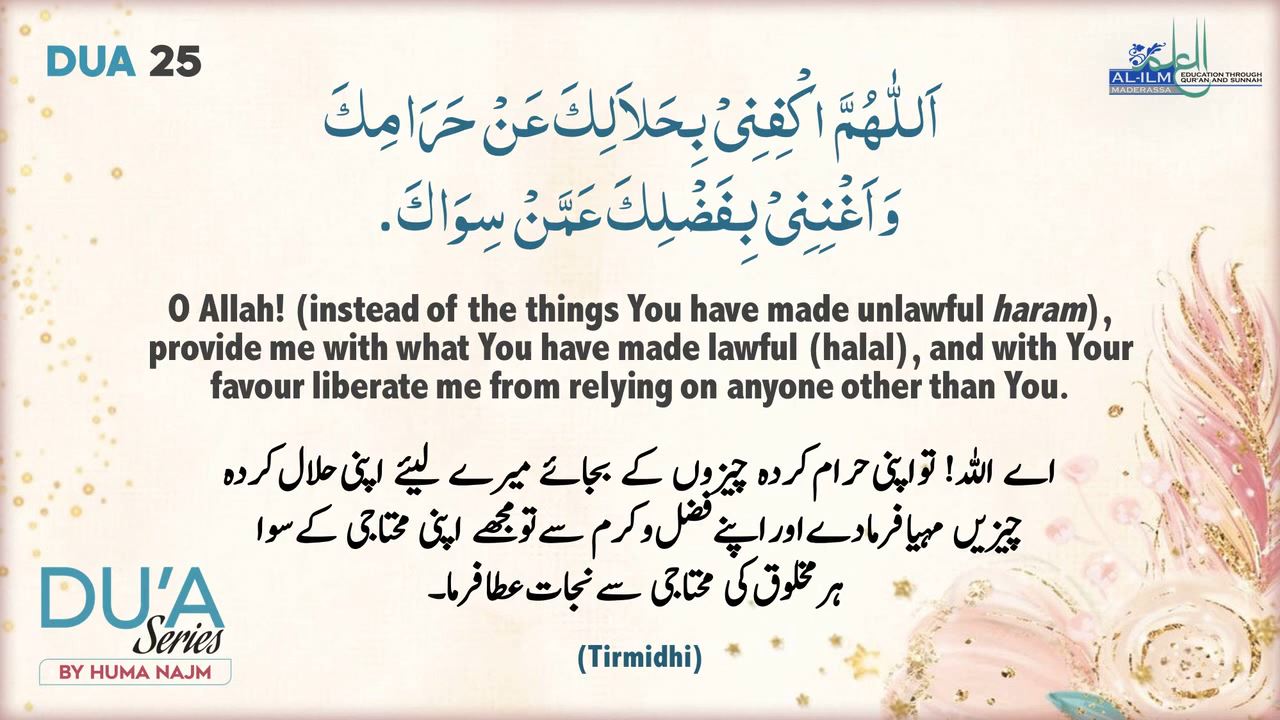 DUA 25
العلم
AL-ILM
MADERASSA
EDUCATION THROUGH
QUR'AN AND SUNNAH
اَللّٰهُمَّ اكْفِنِیْ بِحَلاَلِكَ عَنْ حَرَامِكَ
وَاَغْنِنِیْ بِفَضْلِكَ عَمَّنْ سِوَاكَ.
O Allah! (instead of the things You have made unlawful haram),
provide me with what You have made lawful (halal), and with Your
favour liberate me from relying on anyone other than You.
اے اللہ! تو اپنی حرام کردہ چیزوں کے بجائے میرے لیئے اپنی حلال کردہ
چیزیں مہیا فرمادے اور اپنے فضل و کرم سے تو مجھے اپنی محتاجی کے سوا
ہر مخلوق کی محتاجی سے نجات عطا فرما۔
(Tirmidhi)
DU'A
Series
BY HUMA NAJM